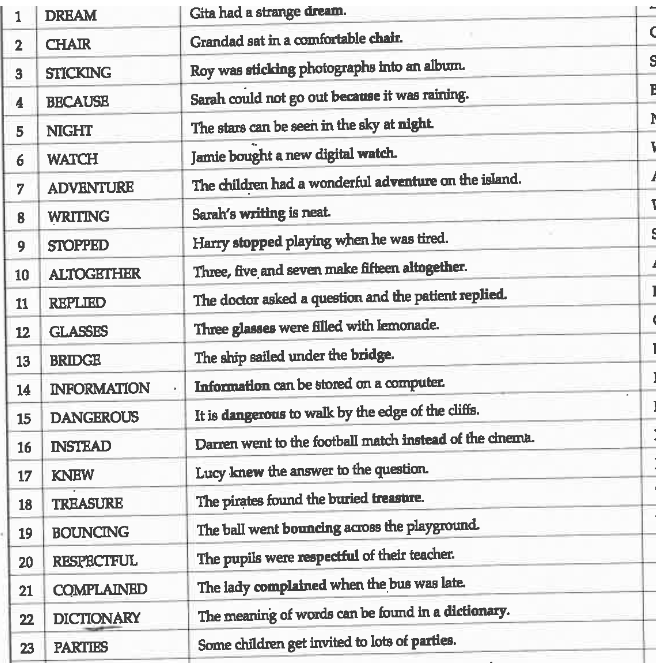 1 DREAM Gita had a strange dream.
2 CHAIR Grandad sat in a comfortable chair.
3 STICKING Roy was sticking photographs into an album.
4 BECAUSE Sarah could not go out because it was raining.
5 NIGHT The stars can be seen in the sky at night.
6 WATCH Jamie bought a new digital watch.
7 ADVENTURE The children had a wonderful adventure on the island.
8 WRITING Sarah's writing is neat.
9 STOPPED Harry stopped playing when he was tired.
10 ALTOGETHER Three, five and seven make fifteen altogether.
11 REPLIED The doctor asked a question and the patient replied.
12 GLASSES Three glasses were filled with lemonade.
13 BRIDGE The ship sailed under the bridge.
14 INFORMATION Information can be stored on a computer.
15 DANGEROUS It is dangerous to walk by the edge of the cliffs.
16 INSTEAD Darren went to the football match instead of the cinema.
17 KNEW Lucy knew the answer to the question.
18 TREASURE The pirates found the buried treasure.
19 BOUNCING The ball went bouncing across the playground.
20 RESPECTFUL The pupils were respectful of their teacher.
21 COMPLAINED The lady complained when the bus was late.
22 DICTIONARY The meaning of words can be found in a dictionary.
23 PARTIES Some children get invited to lots of parties.